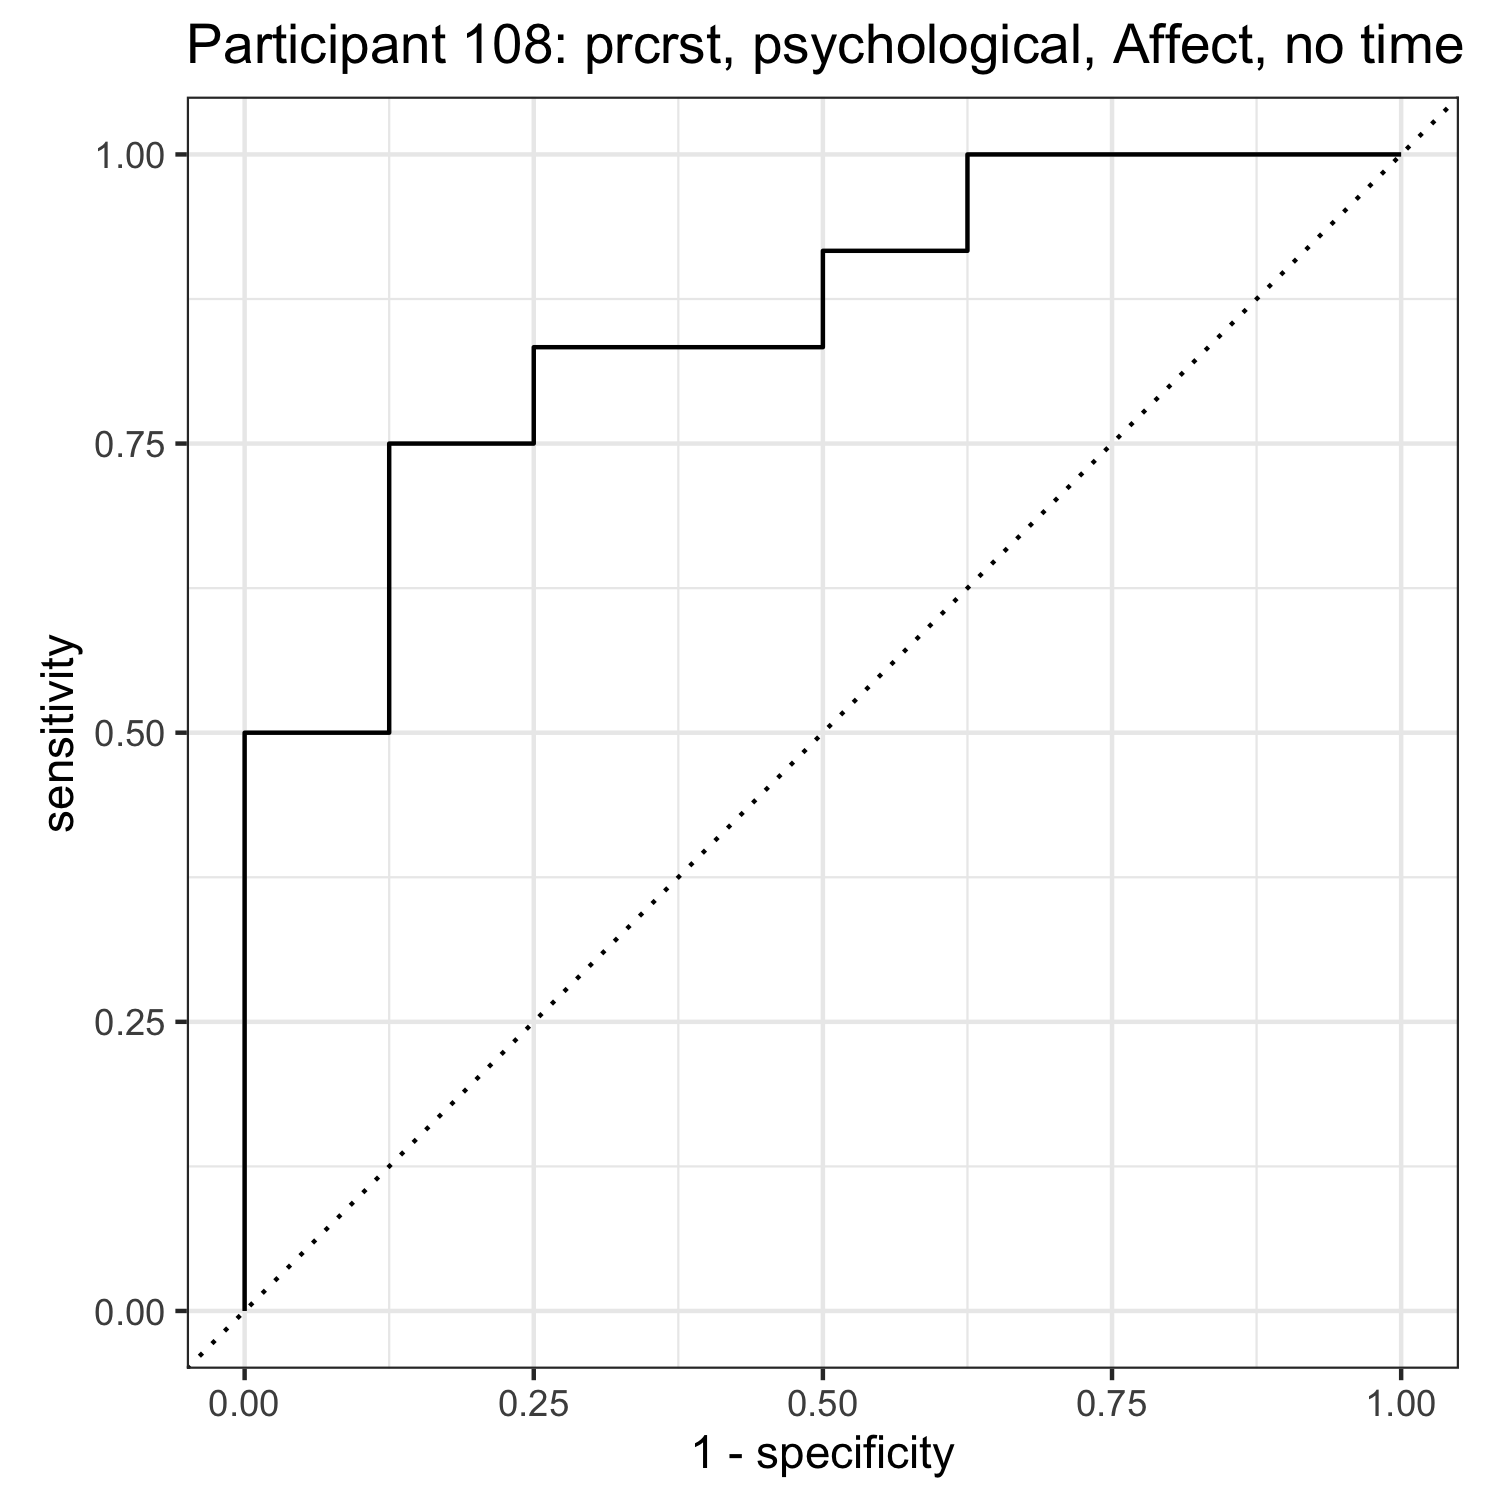 Participant 108: prcrst, psychological, Affect, no time
1.00
0.75
0.50
0.25
0.00
sensitivity
0.00 0.25 0.50 0.75 1.00
1 - specificity